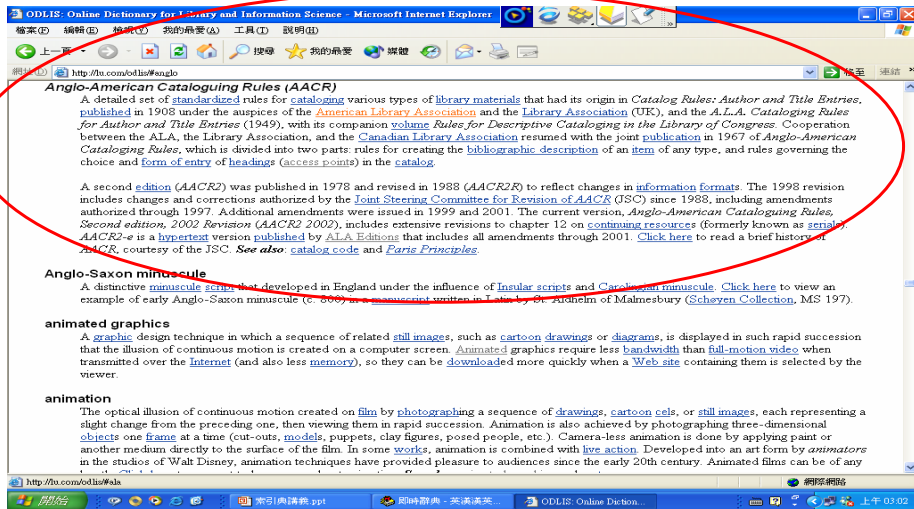 ODLIS: Online Dictionary for Library and Information Science - Microsoft Internet Explorer
檔案(F) 編輯(E) 檢視(V) 我的最愛(A) 工具(T) 說明(H)
上一頁 搜尋 我的最愛 媒體
網址(D) http://lu.com/odlis/#anglo 移至 連結 »
Anglo-American Cataloguing Rules (AACR)
A detailed set of standardized rules for cataloging various types of library materials that had its origin in Catalog Rules: Author and Title Entries,
published in 1908 under the auspices of the American Library Association and the Library Association (UK), and the A.L.A. Cataloging Rules
for Author and Title Entries (1949), with its companion volume Rules for Descriptive Cataloging in the Library of Congress. Cooperation
between the ALA, the Library Association, and the Canadian Library Association resumed with the joint publication in 1967 of Anglo-American
Cataloging Rules, which is divided into two parts: rules for creating the bibliographic description of an item of any type, and rules governing the
choice and form of entry of headings (access points) in the catalog.
A second edition (AACR2) was published in 1978 and revised in 1988 (AACR2R) to reflect changes in information formats. The 1998 revision
includes changes and corrections authorized by the Joint Steering Committee for Revision of AACR (JSC) since 1988, including amendments
authorized through 1997. Additional amendments were issued in 1999 and 2001. The current version, Anglo-American Cataloguing Rules,
Second edition, 2002 Revision (AACR2 2002), includes extensive revisions to chapter 12 on continuing resources (formerly known as serials).
AACR2-e is a hypertext version published by ALA Editions that includes all amendments through 2001. Click here to read a brief history of
AACR, courtesy of the JSC. See also: catalog code and Paris Principles.
Anglo-Saxon minuscule
A distinctive minuscule script that developed in England under the influence of Insular scripts and Carolingian minuscule. Click here to view an
example of early Anglo-Saxon minuscule (c. 800) in a manuscript written in Latin by St. Aldhelm of Malmesbury (Schøyen Collection, MS 197).
animated graphics
A graphic design technique in which a sequence of related still images, such as cartoon drawings or diagrams, is displayed in such rapid succession
that the illusion of continuous motion is created on a computer screen. Animated graphics require less bandwidth than full-motion video when
transmitted over the Internet (and also less memory), so they can be downloaded more quickly when a Web site containing them is selected by the
viewer.
animation
The optical illusion of continuous motion created on film by photographing a sequence of drawings, cartoon cels, or still images, each representing a
slight change from the preceding one, then viewing them in rapid succession. Animation is also achieved by photographing three-dimensional
objects one frame at a time (cut-outs, models, puppets, clay figures, posed people, etc.). Camera-less animation is done by applying paint or
another medium directly to the surface of the film. In some works, animation is combined with live action. Developed into an art form by animators
at the studios of Walt Disney, animation techniques have provided pleasure to audiences since the early 20th century. Animated films can be of any
http://lu.com/odlis/#ala 網際網路
開始 索引典講義.ppt 即時辭典 - 英漢漢英... ODLIS: Online Diction... 上午 03:02